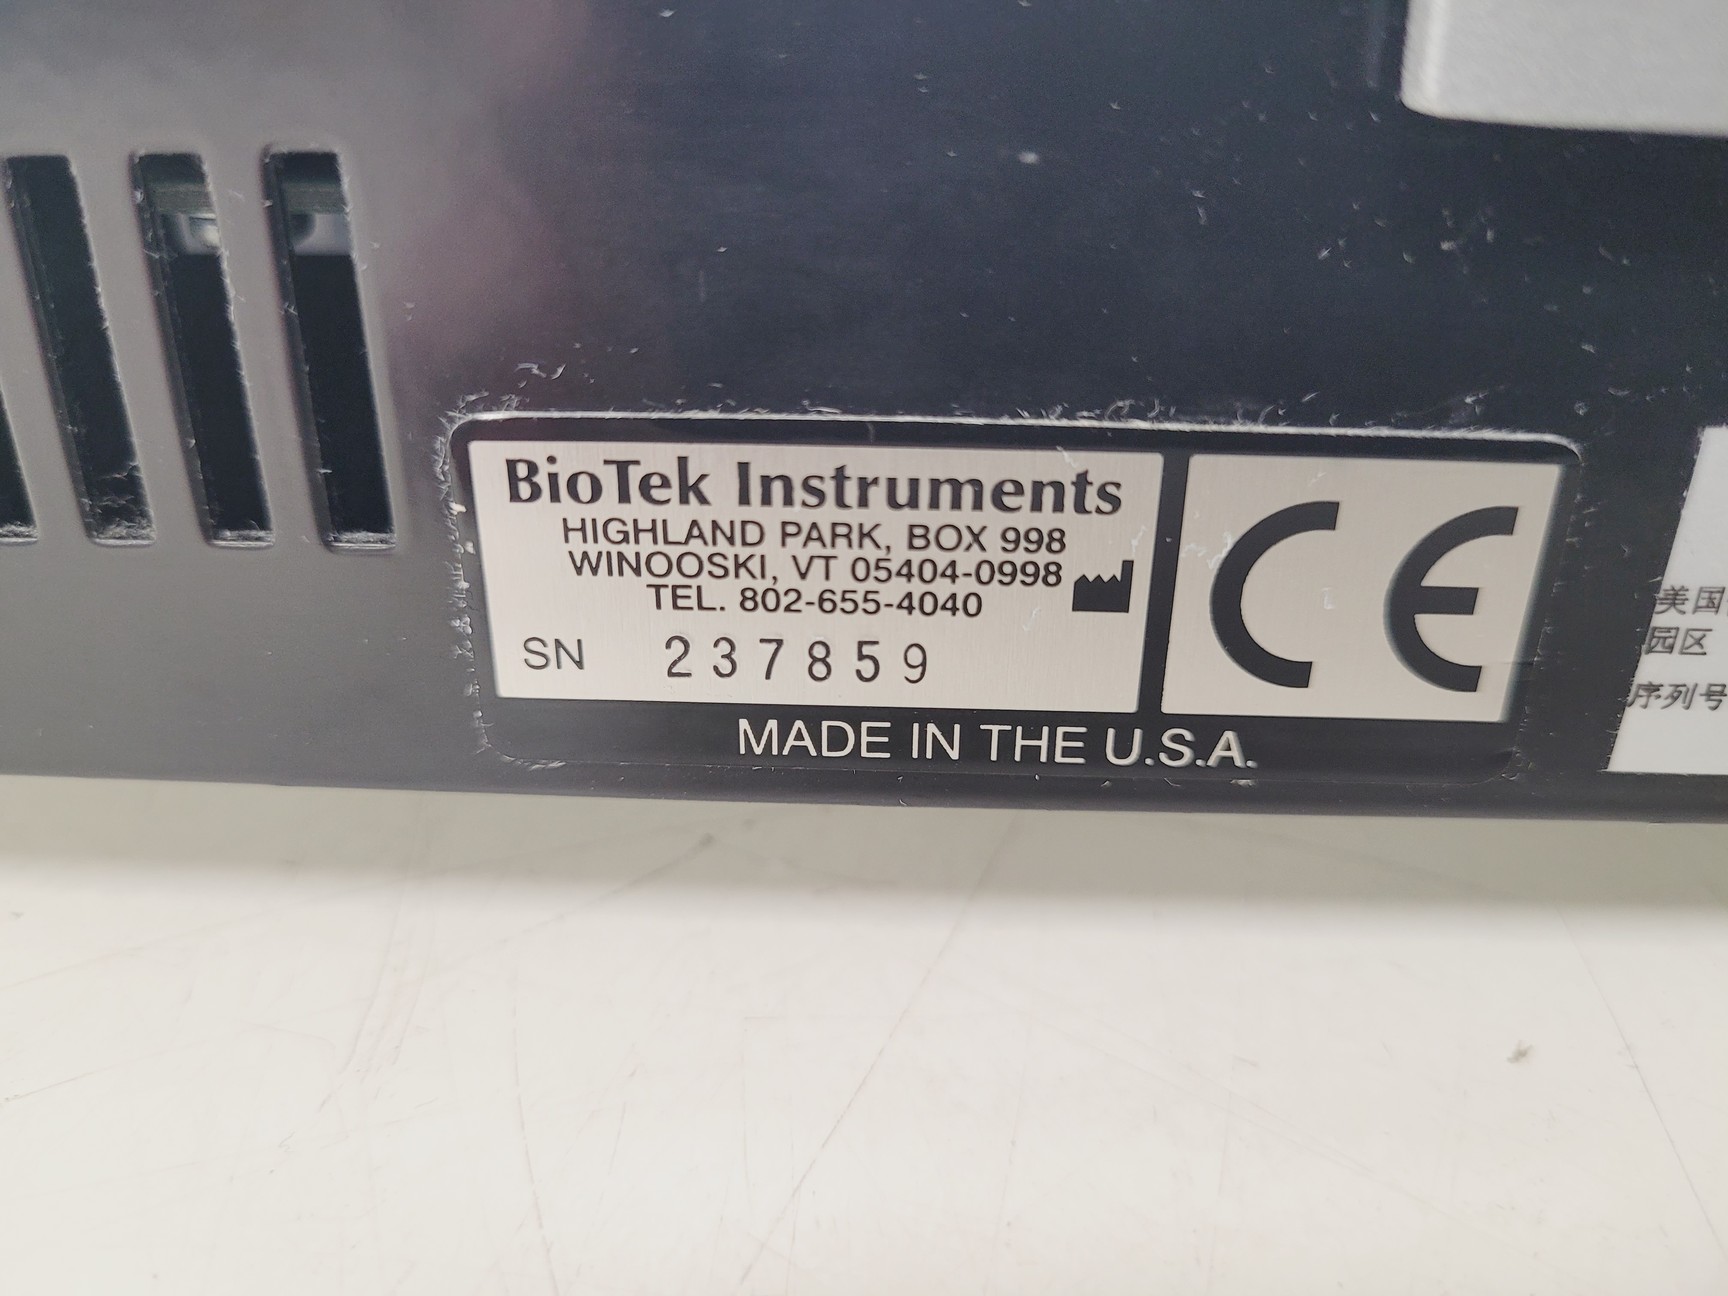 BioTek Instruments
HIGHLAND PARK, BOX 998
WINOOSKI, VT 05404-0998
TEL. 802-655-4040
SN 237859
CE
MADE IN THE U.S.A.
美国
园区
序列号